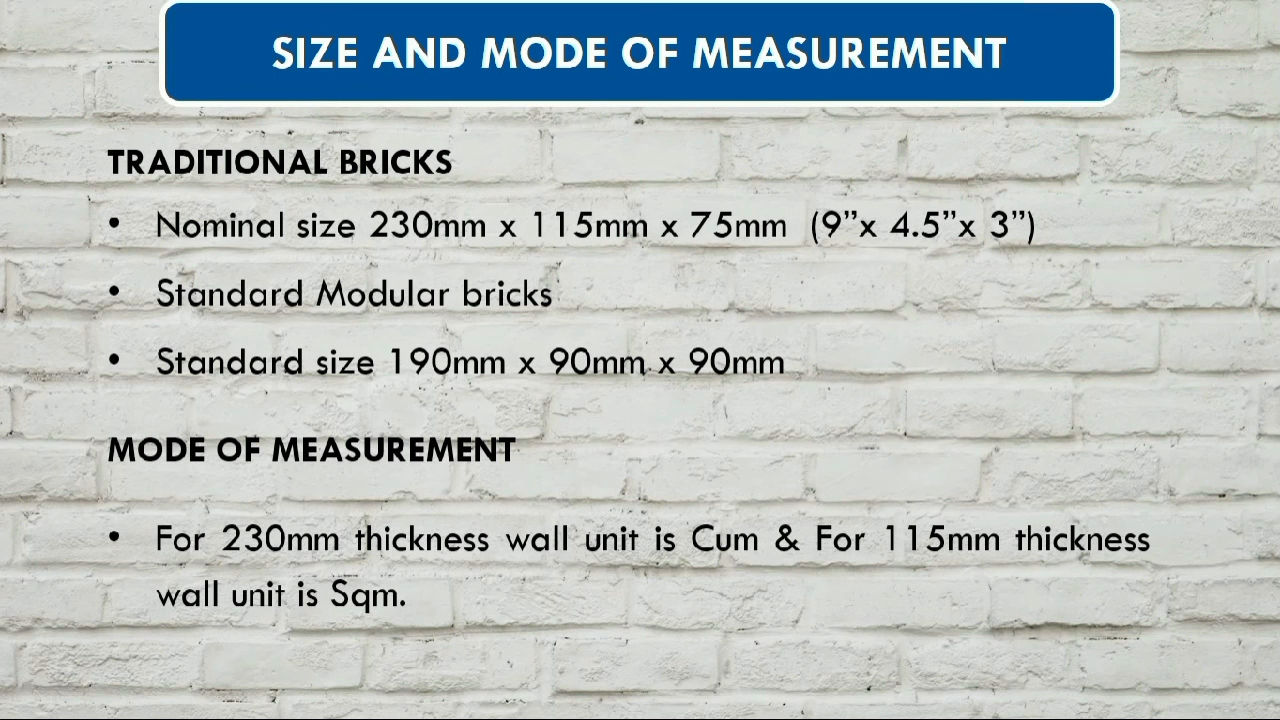 SIZE AND MODE OF MEASUREMENT
TRADITIONAL BRICKS
• Nominal size 230mm x 115mm x 75mm (9”x 4.5”x 3”)
• Standard Modular bricks
• Standard size 190mm x 90mm x 90mm
MODE OF MEASUREMENT
• For 230mm thickness wall unit is Cum & For 115mm thickness
wall unit is Sqm.